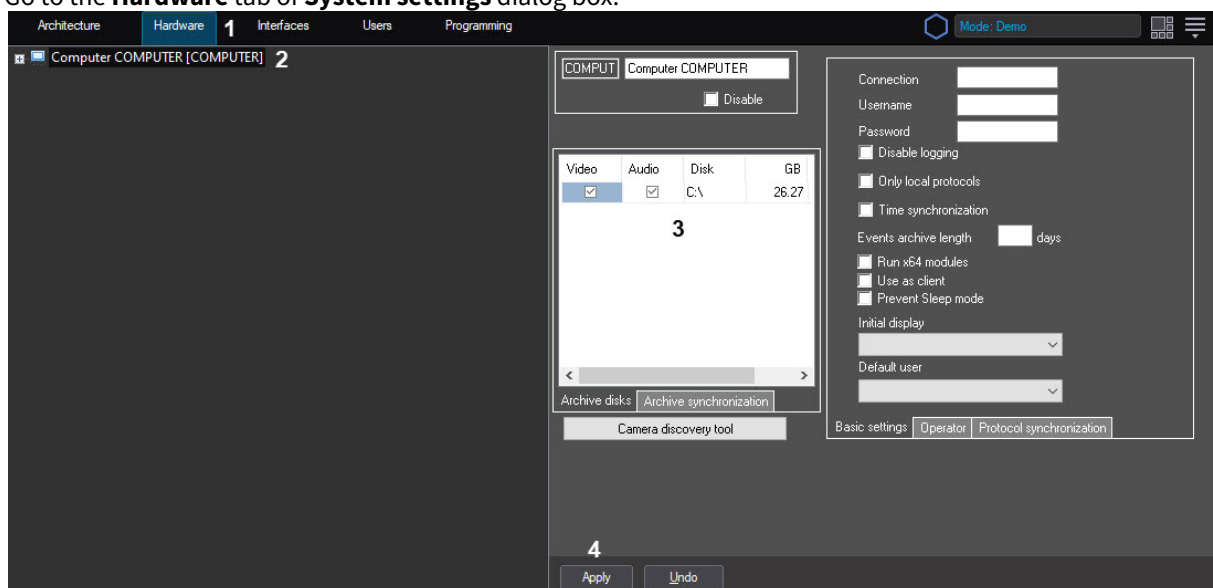 Go to the Hardware tab of System settings dialog box.
Architecture Hardware 1 Interfaces Users Programming Mode: Demo
Computer COMPUTER [COMPUTER] 2
COMPUT Computer COMPUTER
Disable
Video Audio Disk GB
C:\ 26.27
3
Archive disks Archive synchronization
Camera discovery tool
Connection
Username
Password
Disable logging
Only local protocols
Time synchronization
Events archive length days
Run x64 modules
Use as client
Prevent Sleep mode
Initial display
Default user
Basic settings Operator Protocol synchronization
4
Apply Undo